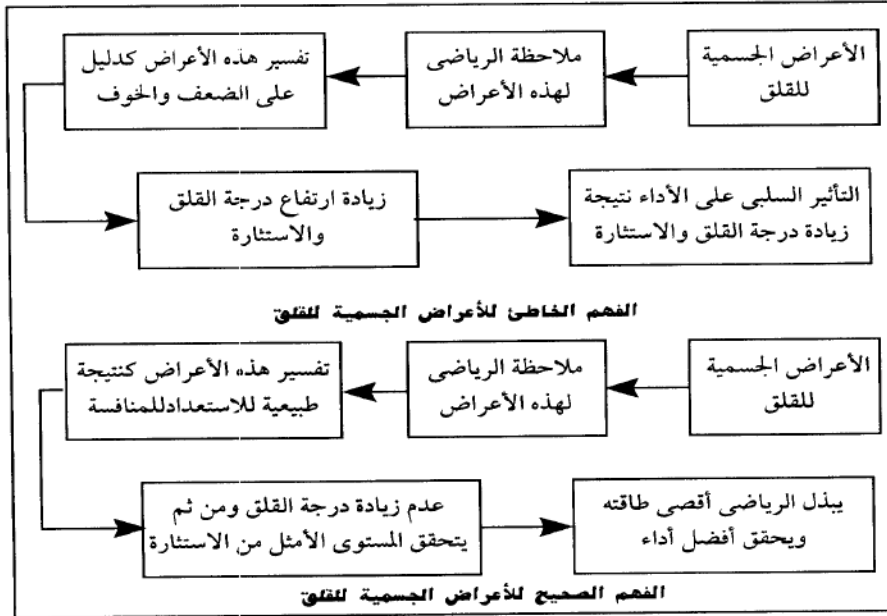 الأعراض الجسمية
للقلق
ملاحظة الرياضى
لهذه الأعراض
تفسير هذه الأعراض كدليل
على الضعف والخوف
زيادة ارتفاع درجة القلق
والاستثارة
التأثير السلبى على الأداء نتيجة
زيادة درجة القلق والاستثارة
الفهم الخاطئ للأعراض الجسمية للقلق
الأعراض الجسمية
للقلق
ملاحظة الرياضى
لهذه الأعراض
تفسير هذه الأعراض كنتيجة
طبيعية للاستعدادللمنافسة
عدم زيادة درجة القلق ومن ثم
يتحقق المستوى الأمثل من الاستثارة
يبذل الرياضى أقصى طاقته
ويحقق أفضل أداء
الفهم الصحيح للأعراض الجسمية للقلق